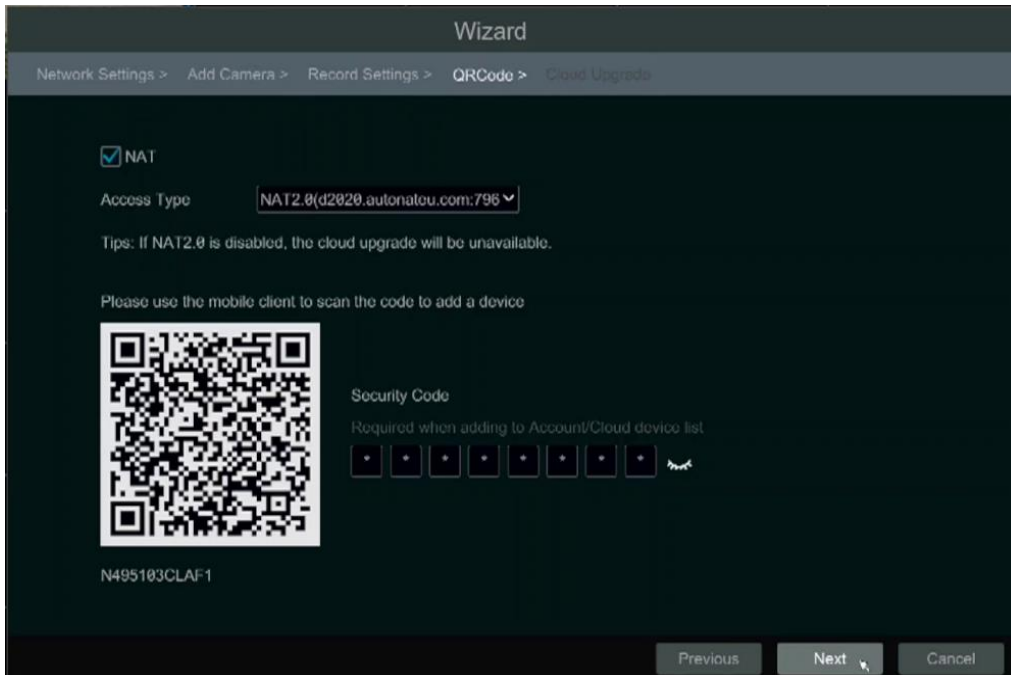 Wizard
Network Settings > Add Camera > Record Settings > QRCode > Cloud Upgrade
NAT
Access Type NAT2.0(d2020.autonateu.com:796
Tips: If NAT2.0 is disabled, the cloud upgrade will be unavailable.
Please use the mobile client to scan the code to add a device
Security Code
Required when adding to Account/Cloud device list
* * * * * * * *
N495103CLAF1
Previous Next Cancel